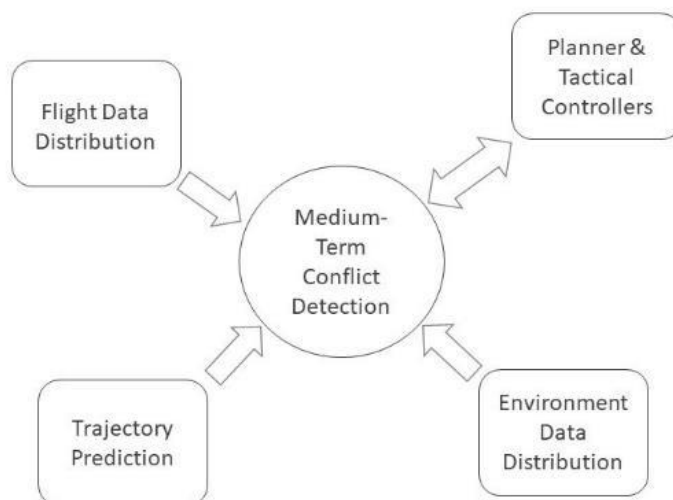 Planner &
Tactical
Controllers
Flight Data
Distribution
Medium-
Term
Conflict
Detection
Trajectory
Prediction
Environment
Data
Distribution